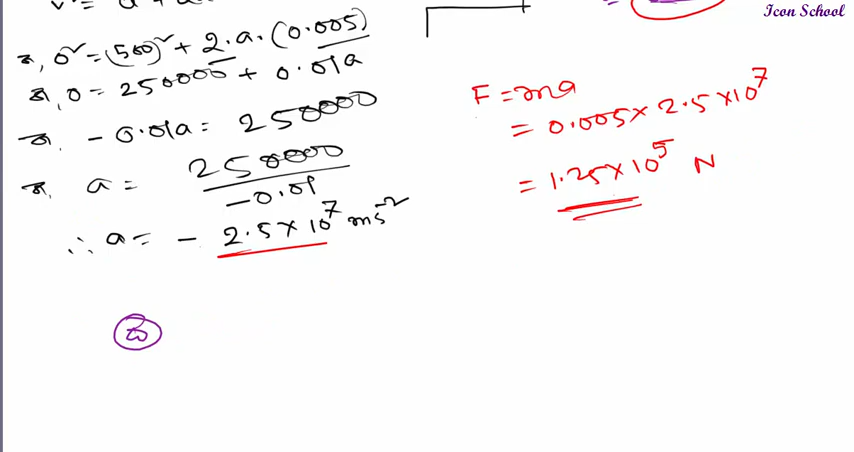 Icon School
বা, 0² = (500)² + 2.a.(0.005)
বা, 0 = 250000 + 0.01a
বা, - 0.01a = 250000
বা, a = 250000 / -0.01
∴ a = - 2.5 × 10⁷ ms⁻²
F = ma
= 0.005 × 2.5 × 10⁷
= 1.25 × 10⁵ N
ঘ